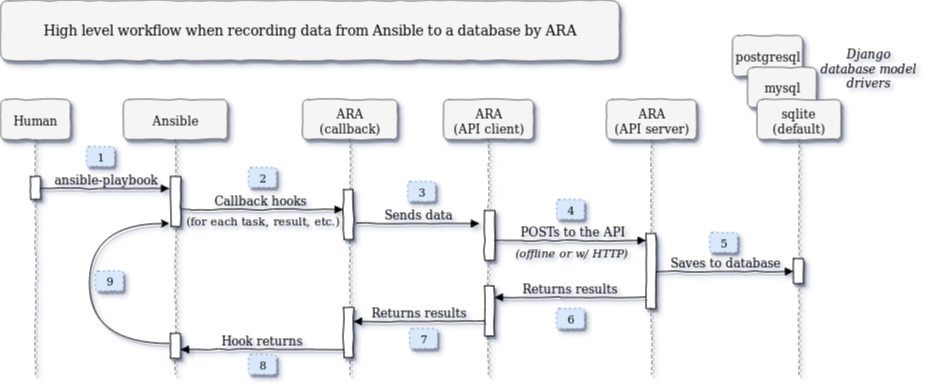 High level workflow when recording data from Ansible to a database by ARA
postgresql
mysql
Django
database model
drivers
Human
Ansible
ARA
(callback)
ARA
(API client)
ARA
(API server)
sqlite
(default)
1
ansible-playbook
2
Callback hooks
(for each task, result, etc.)
3
Sends data
4
POSTs to the API
(offline or w/ HTTP)
5
Saves to database
Returns results
6
Returns results
7
Hook returns
8
9